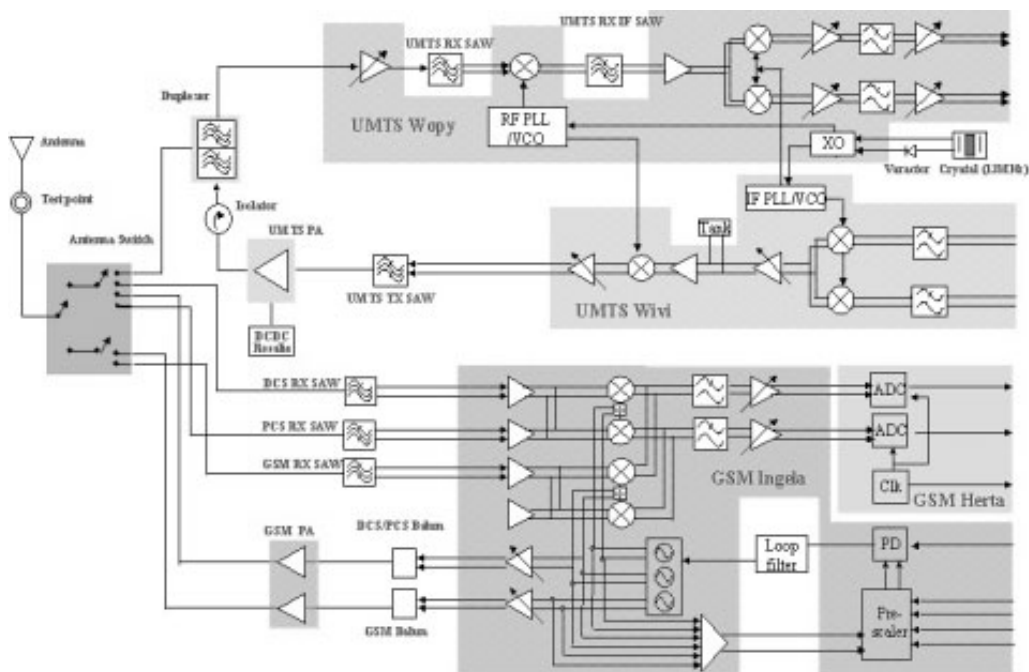 UMTS RX IF SAW
UMTS RX SAW
Duplexer
UMTS Wopy
RF PLL
/VCO
XO
Varactor
Antenna
Testpoint
Isolator
IF PLL/VCO
Tank
Antenna Switch
UMTS PA
UMTS TX SAW
UMTS Wivi
DCDC
DCS RX SAW
ADC
PCS RX SAW
ADC
GSM RX SAW
GSM Ingela
Clk
GSM Herta
DCS/PCS Balun
GSM PA
Loop
filter
PD
GSM Balun
Pre-
scaler